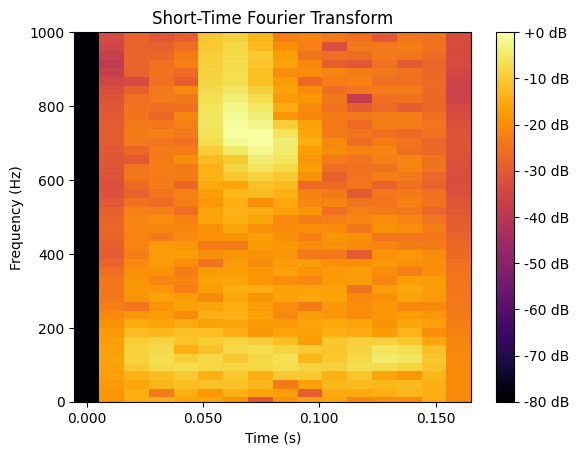 Short-Time Fourier Transform
Frequency (Hz)
1000
800
600
400
200
0
0.000
0.050
0.100
0.150
Time (s)
+0 dB
-10 dB
-20 dB
-30 dB
-40 dB
-50 dB
-60 dB
-70 dB
-80 dB